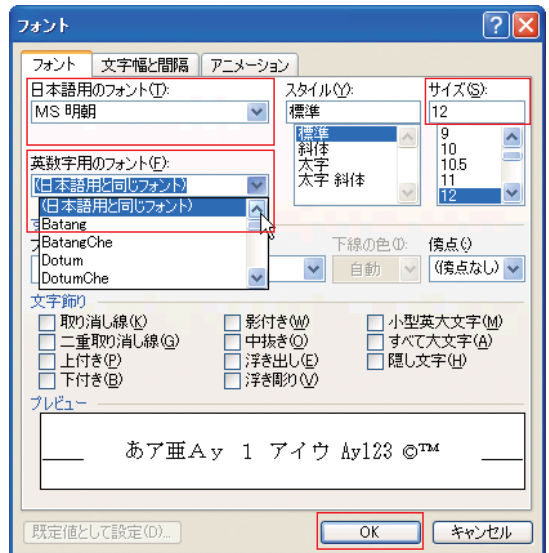 フォント
フォント 文字幅と間隔 アニメーション
日本語用のフォント(T): スタイル(Y): サイズ(S):
MS 明朝 標準 12
標準 9
斜体 10
太字 10.5
太字 斜体 11
12
英数字用のフォント(F):
(日本語用と同じフォント)
(日本語用と同じフォント)
Batang
BatangChe
Dotum
DotumChe
下線の色(I): 傍点(:)
自動 (傍点なし)
文字飾り
取り消し線(K) 影付き(W) 小型英大文字(M)
二重取り消し線(G) 中抜き(O) すべて大文字(A)
上付き(P) 浮き出し(E) 隠し文字(H)
下付き(B) 浮き彫り(V)
プレビュー
あア亜Ay 1 アイウ Ay123 ©™
既定値として設定(D)... OK キャンセル